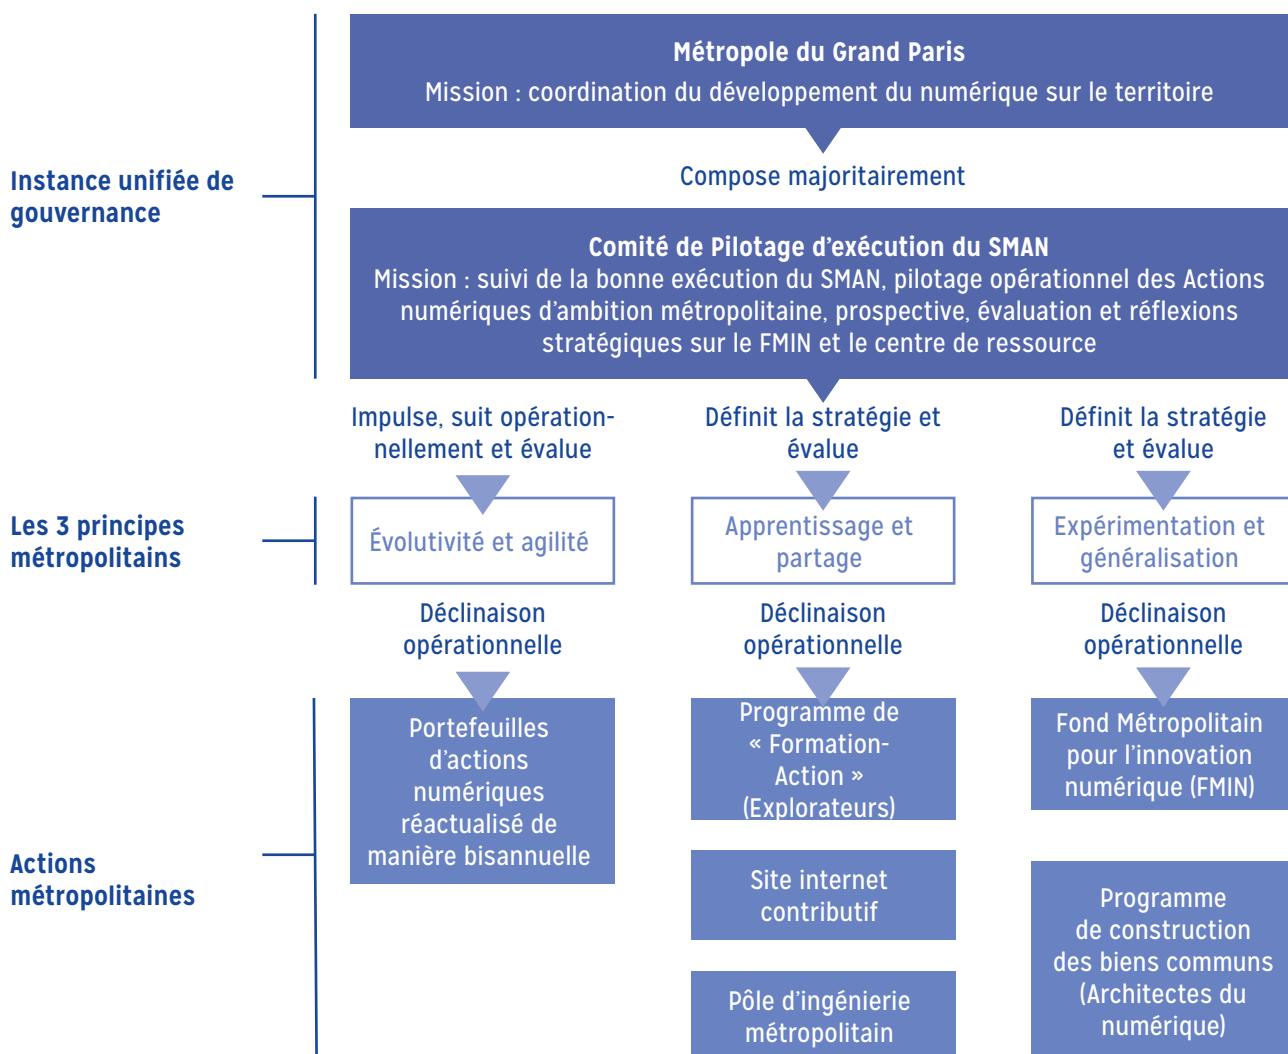 Métropole du Grand Paris
Mission : coordination du développement du numérique sur le territoire
Instance unifiée de
gouvernance
Compose majoritairement
Comité de Pilotage d'exécution du SMAN
Mission : suivi de la bonne exécution du SMAN, pilotage opérationnel des Actions
numériques d'ambition métropolitaine, prospective, évaluation et réflexions
stratégiques sur le FMIN et le centre de ressource
Impulse, suit opération-
nellement et évalue
Définit la stratégie et
évalue
Définit la stratégie
et évalue
Les 3 principes
métropolitains
Évolutivité et agilité
Apprentissage et
partage
Expérimentation et
généralisation
Déclinaison
opérationnelle
Déclinaison
opérationnelle
Déclinaison
opérationnelle
Actions
métropolitaines
Portefeuilles
d'actions
numériques
réactualisé de
manière bisannuelle
Programme de
« Formation-
Action »
(Explorateurs)
Site internet
contributif
Pôle d'ingénierie
métropolitain
Fond Métropolitain
pour l'innovation
numérique (FMIN)
Programme
de construction
des biens communs
(Architectes du
numérique)